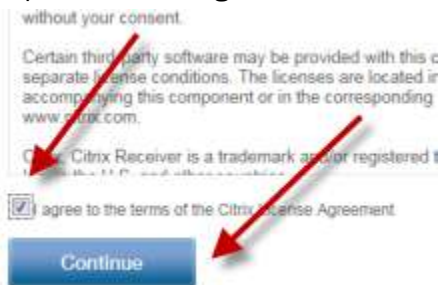 without your consent.
Certain third-party software may be provided with this c
separate license conditions. The licenses are located in
accompanying this component or in the corresponding
www.citrix.com.
Citrix Receiver is a trademark and/or registered t
the U.S. and other countries
I agree to the terms of the Citrix License Agreement
Continue